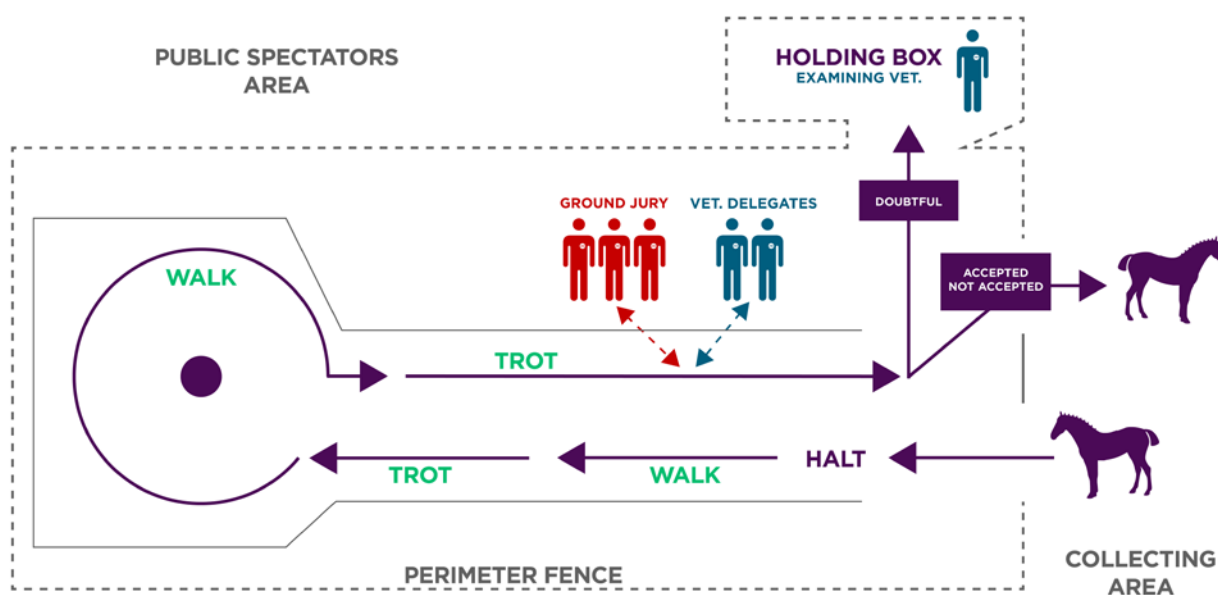 PUBLIC SPECTATORS
AREA
HOLDING BOX
EXAMINING VET.
DOUBTFUL
GROUND JURY
VET. DELEGATES
ACCEPTED
NOT ACCEPTED
WALK
TROT
HALT
WALK
TROT
PERIMETER FENCE
COLLECTING
AREA